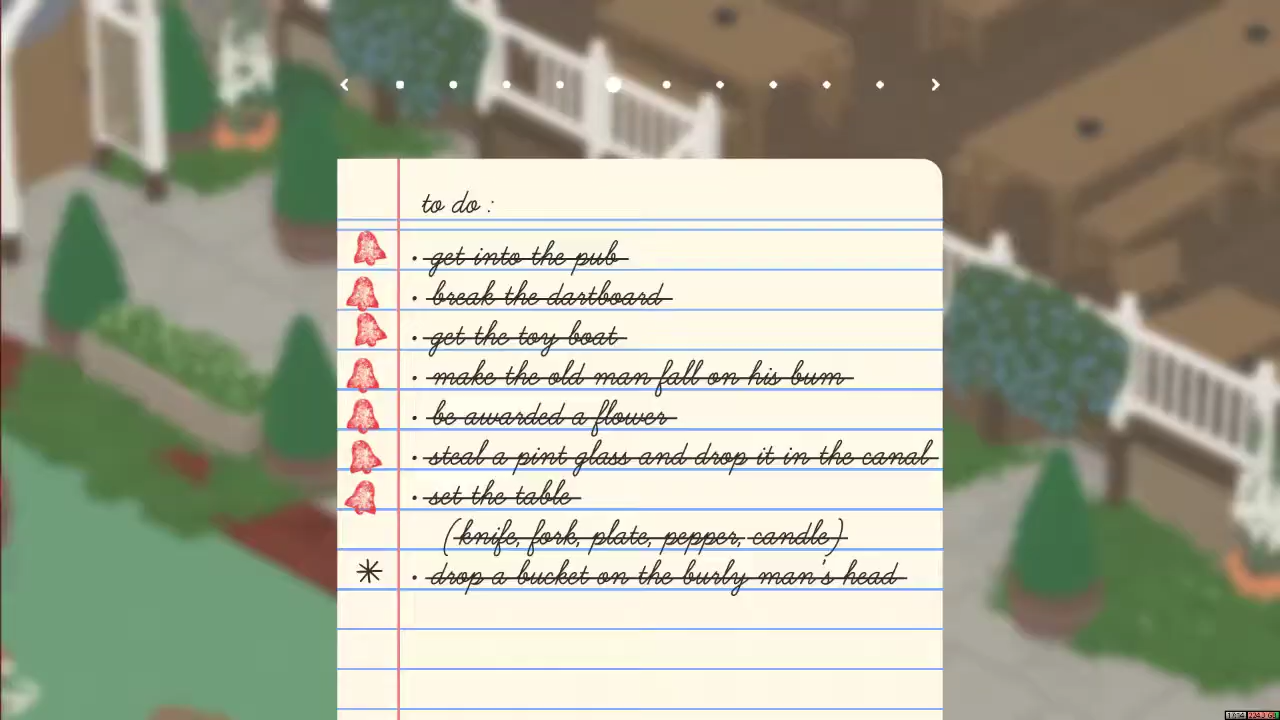 to do :
• get into the pub
• break the dartboard
• get the toy boat
• make the old man fall on his bum
• be awarded a flower
• steal a pint glass and drop it in the canal
• set the table
(knife, fork, plate, pepper, candle)
• drop a bucket on the burly man's head